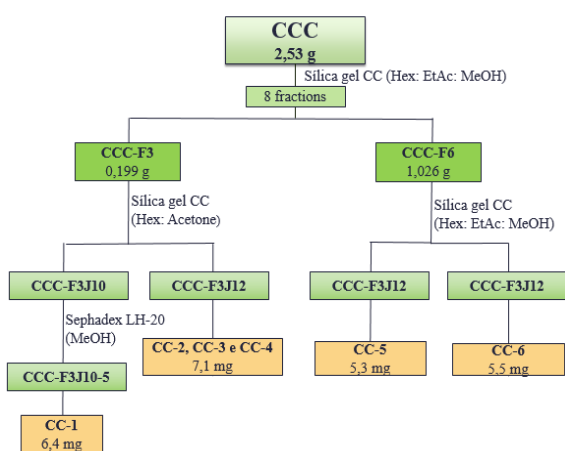 CCC
2,53 g
Silica gel CC (Hex: EtAc: MeOH)
8 fractions
CCC-F3
0,199 g
CCC-F6
1,026 g
Silica gel CC
(Hex: Acetone)
Silica gel CC
(Hex: EtAc: MeOH)
CCC-F3J10
CCC-F3J12
CCC-F3J12
CCC-F3J12
Sephadex LH-20
(MeOH)
CC-2, CC-3 e CC-4
7,1 mg
CC-5
5,3 mg
CC-6
5,5 mg
CCC-F3J10-5
CC-1
6,4 mg